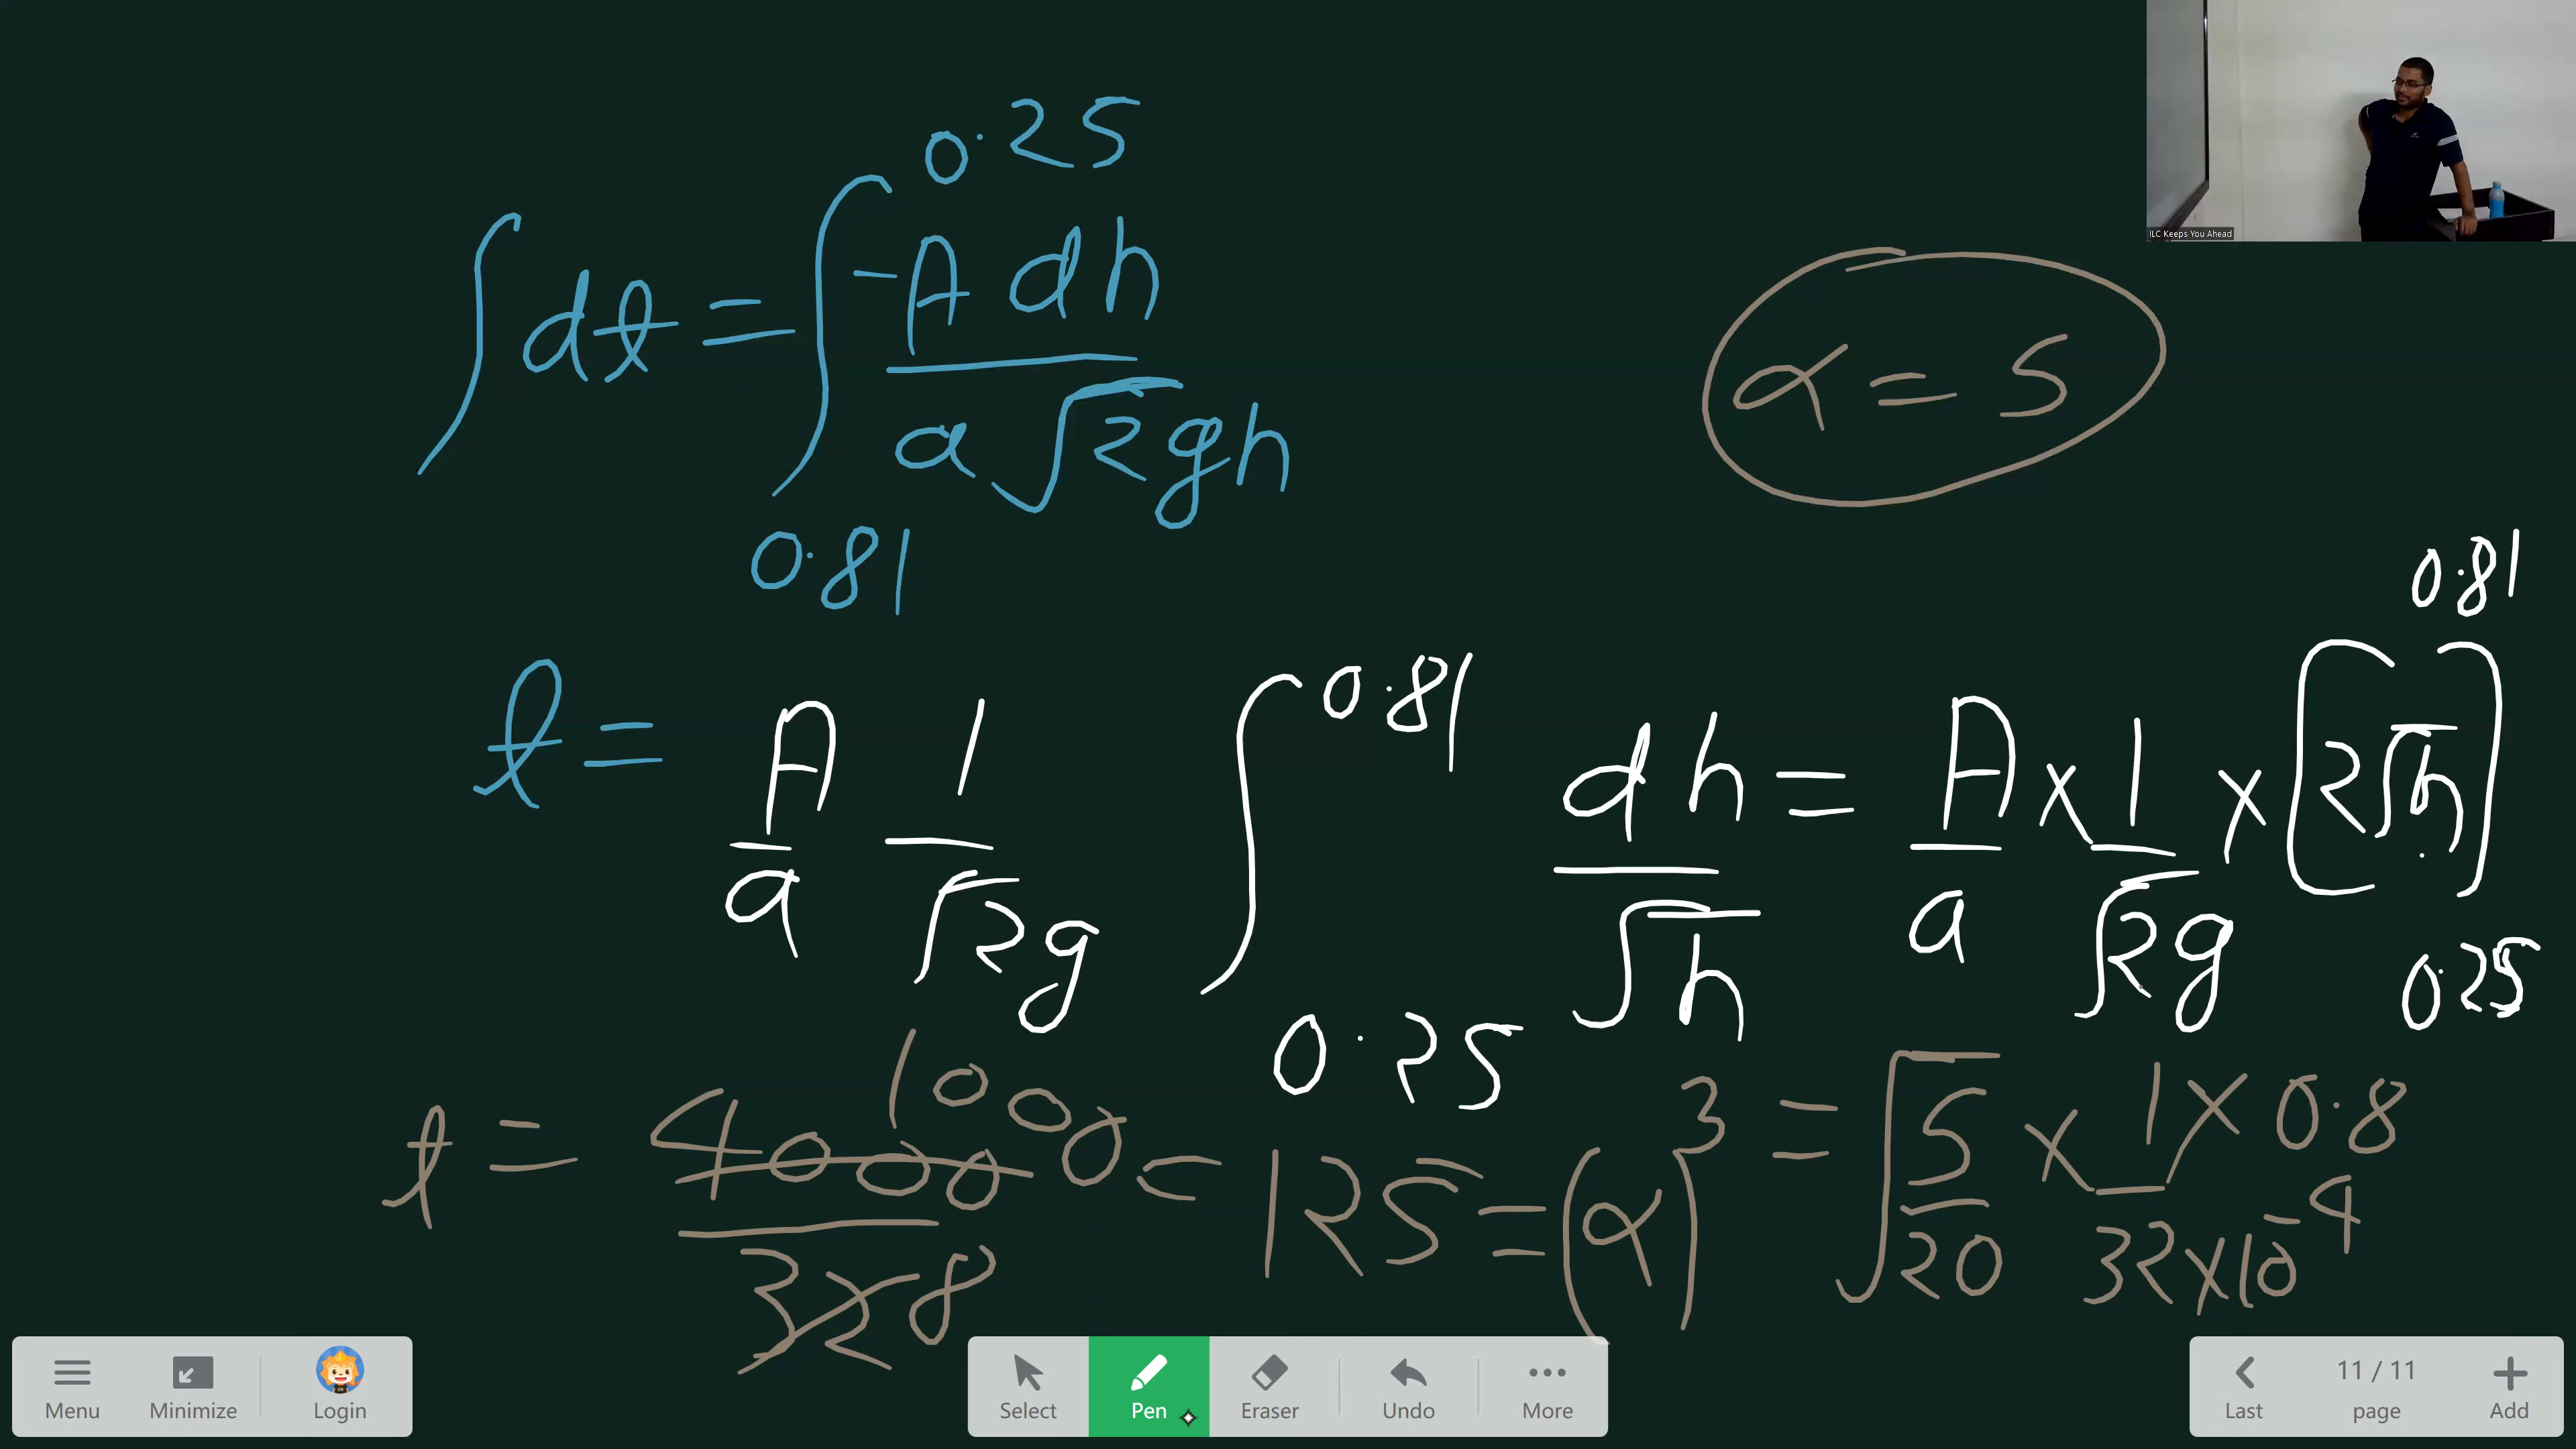 ILC Keeps You Ahead
∫ dt = ∫_{0.81}^{0.25} -A dh / a√2gh
α = 5
t = A/a 1/√2g ∫_{0.25}^{0.81} dh/√h = A/a × 1/√2g × [2√h]_{0.25}^{0.81}
t = 4000 1000 / 32 8 = 125 = (α)^3 = √5/20 × 1/32×10^-4 × 0.8
Menu Minimize Login Select Pen Eraser Undo More Last 11 / 11 page Add